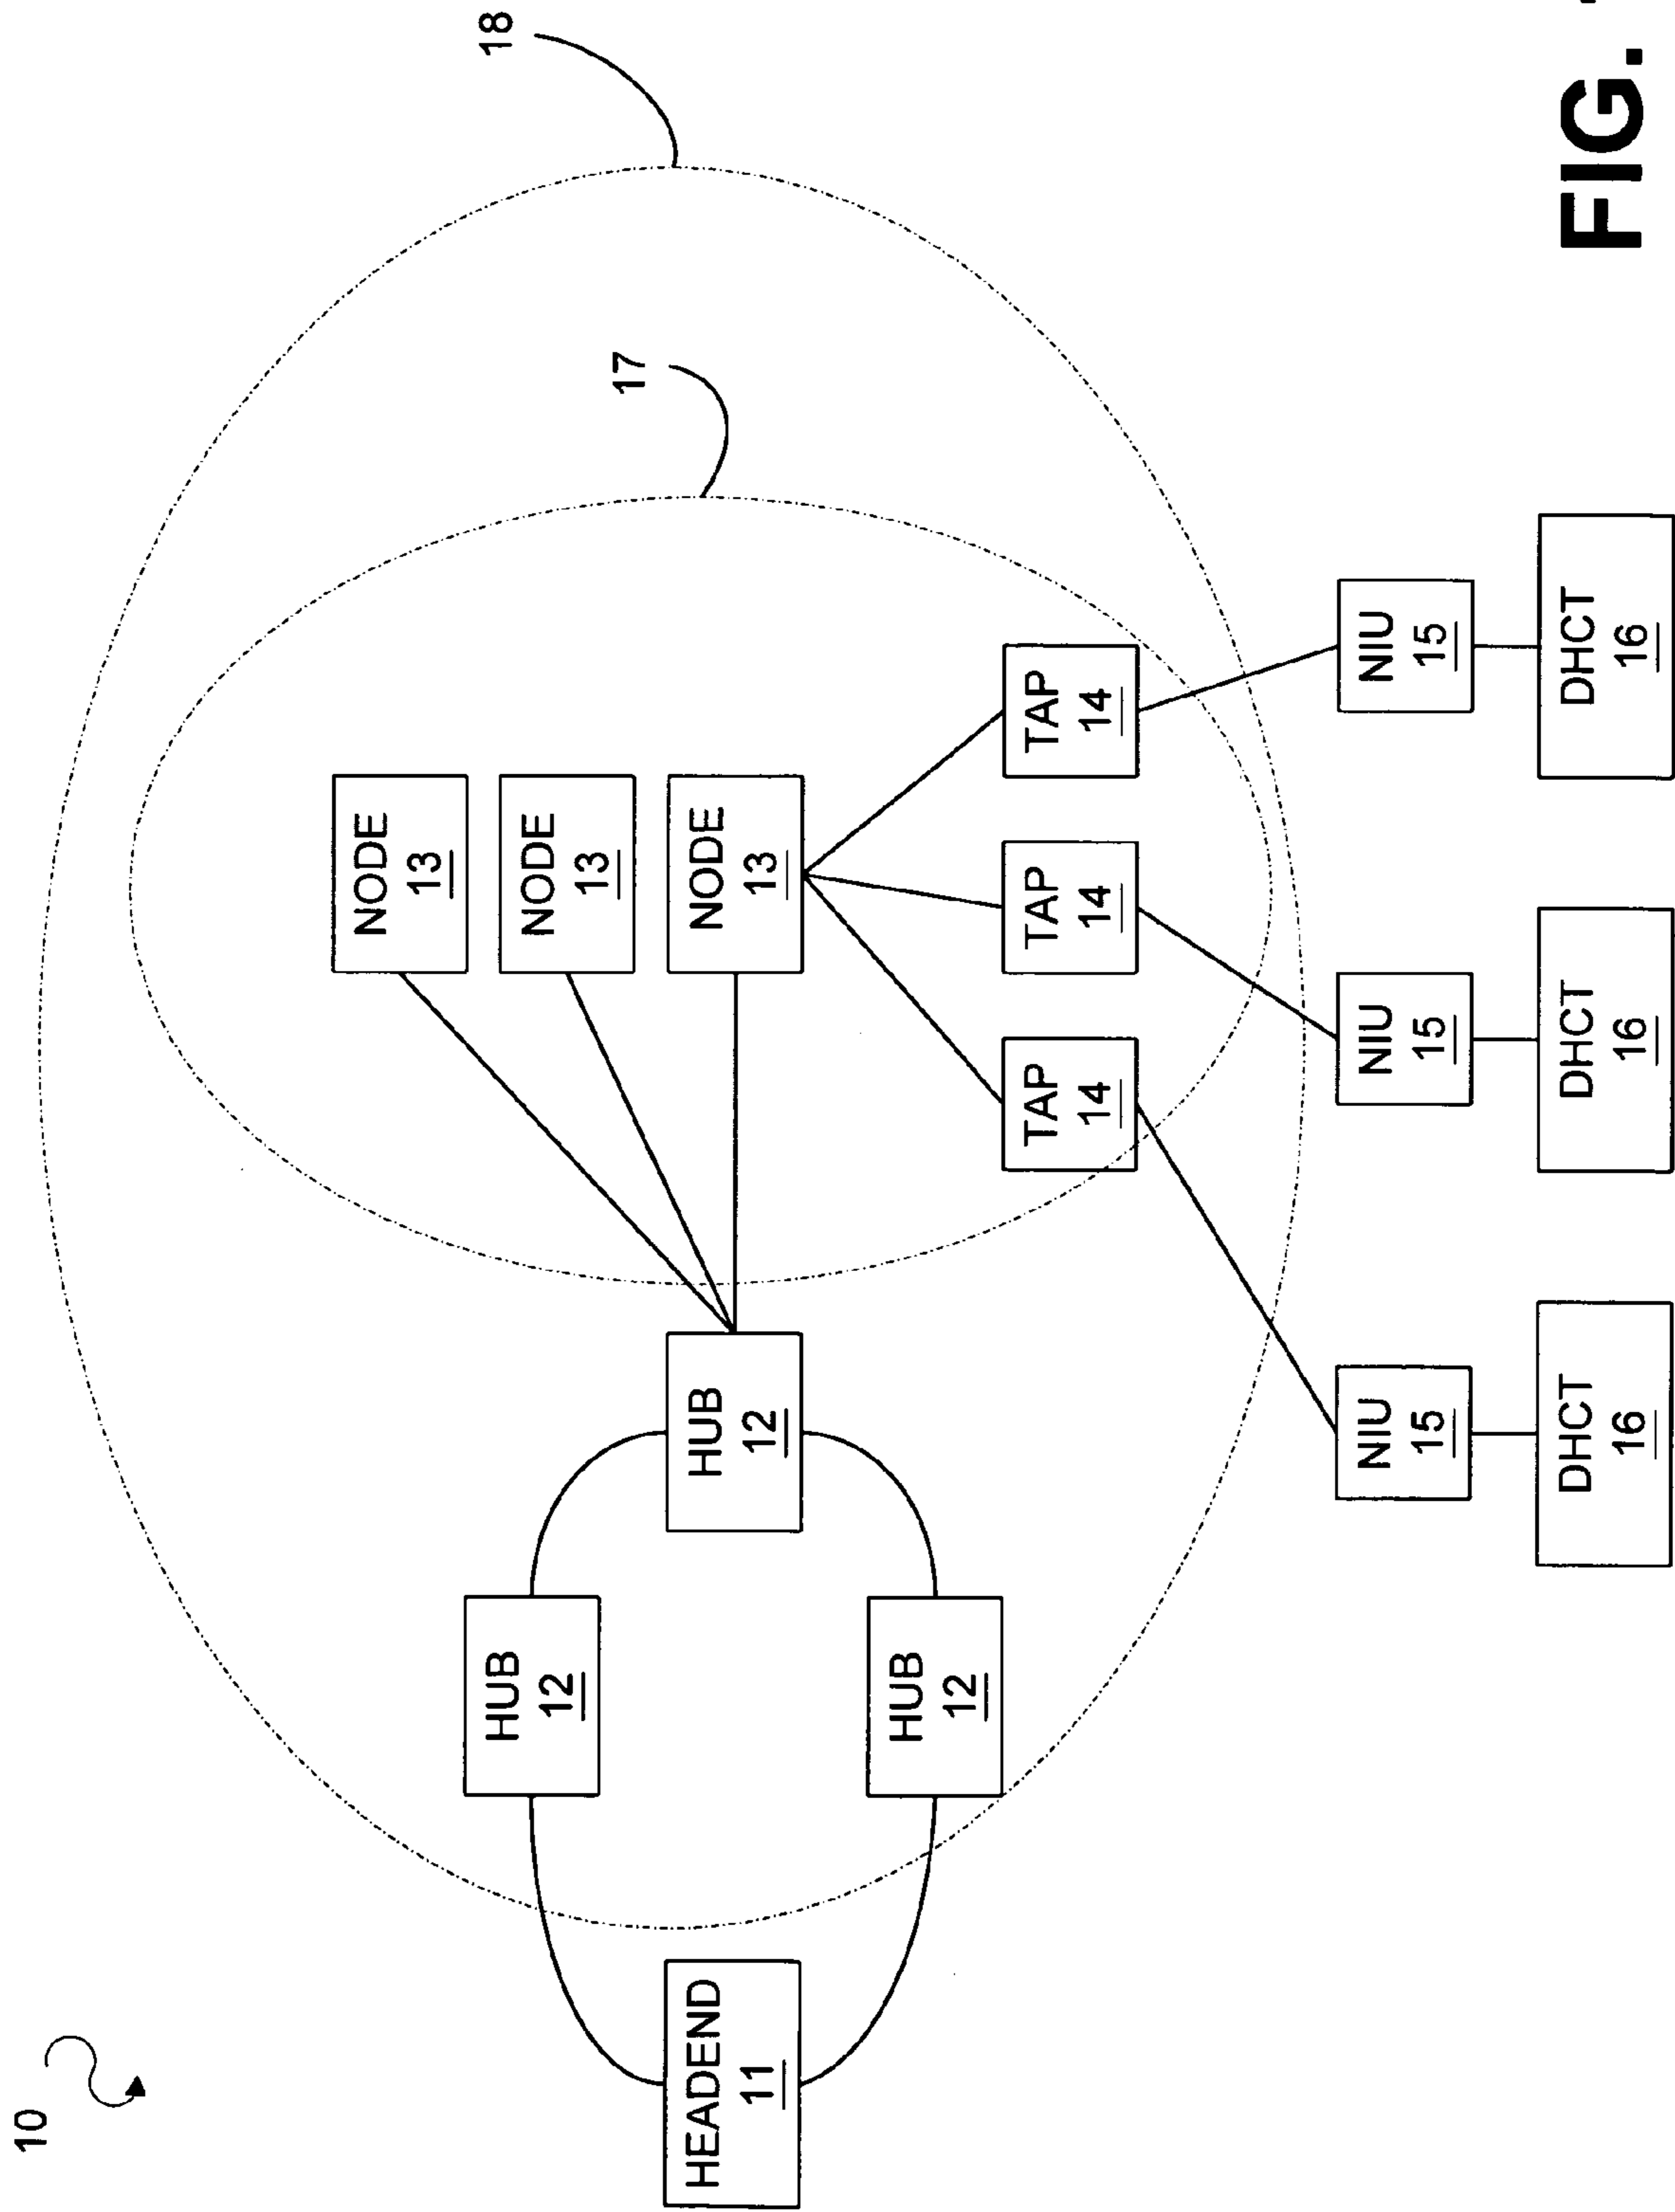 10
18
17
NODE
13
NODE
13
NODE
13
HUB
12
HUB
12
HUB
12
HEADEND
11
TAP
14
TAP
14
TAP
14
NIU
15
NIU
15
NIU
15
DHCT
16
DHCT
16
DHCT
16
FIG.